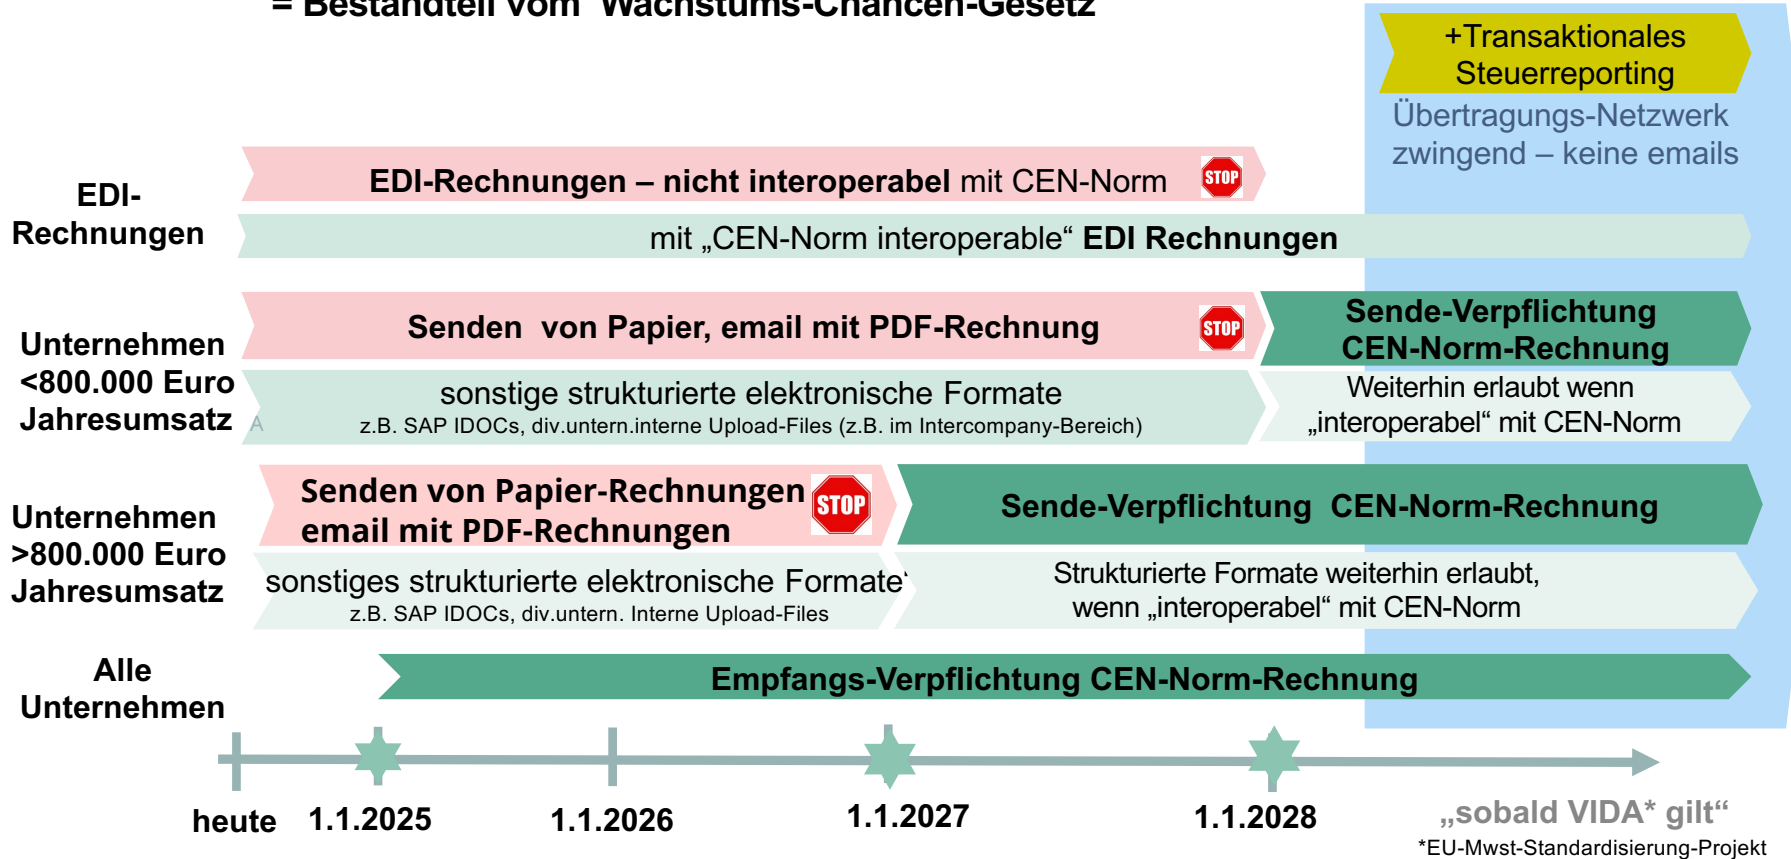 = Bestandteil vom Wachstums-Chancen-Gesetz
+Transaktionales
Steuerreporting
Übertragungs-Netzwerk
zwingend – keine emails
EDI-
Rechnungen
EDI-Rechnungen – nicht interoperabel mit CEN-Norm
STOP
mit „CEN-Norm interoperable“ EDI Rechnungen
Unternehmen
<800.000 Euro
Jahresumsatz
Senden von Papier, email mit PDF-Rechnung
STOP
Sende-Verpflichtung
CEN-Norm-Rechnung
A
sonstige strukturierte elektronische Formate
z.B. SAP IDOCs, div.untern.interne Upload-Files (z.B. im Intercompany-Bereich)
Weiterhin erlaubt wenn
„interoperabel“ mit CEN-Norm
Unternehmen
>800.000 Euro
Jahresumsatz
Senden von Papier-Rechnungen
email mit PDF-Rechnungen
STOP
Sende-Verpflichtung CEN-Norm-Rechnung
sonstiges strukturierte elektronische Formate
z.B. SAP IDOCs, div.untern. Interne Upload-Files
Strukturierte Formate weiterhin erlaubt,
wenn „interoperabel“ mit CEN-Norm
Alle
Unternehmen
Empfangs-Verpflichtung CEN-Norm-Rechnung
heute
1.1.2025
1.1.2026
1.1.2027
1.1.2028
„sobald VIDA* gilt“
*EU-Mwst-Standardisierung-Projekt